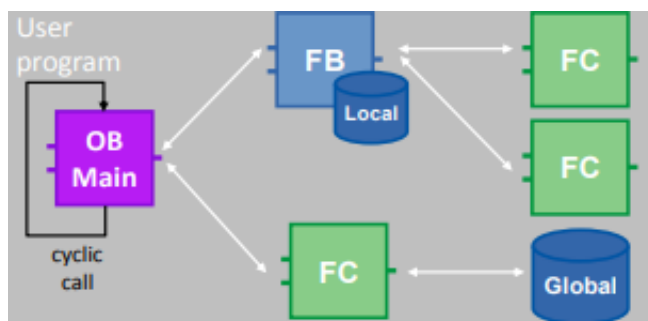 User
program
OB
Main
cyclic
call
FB
Local
FC
FC
FC
Global